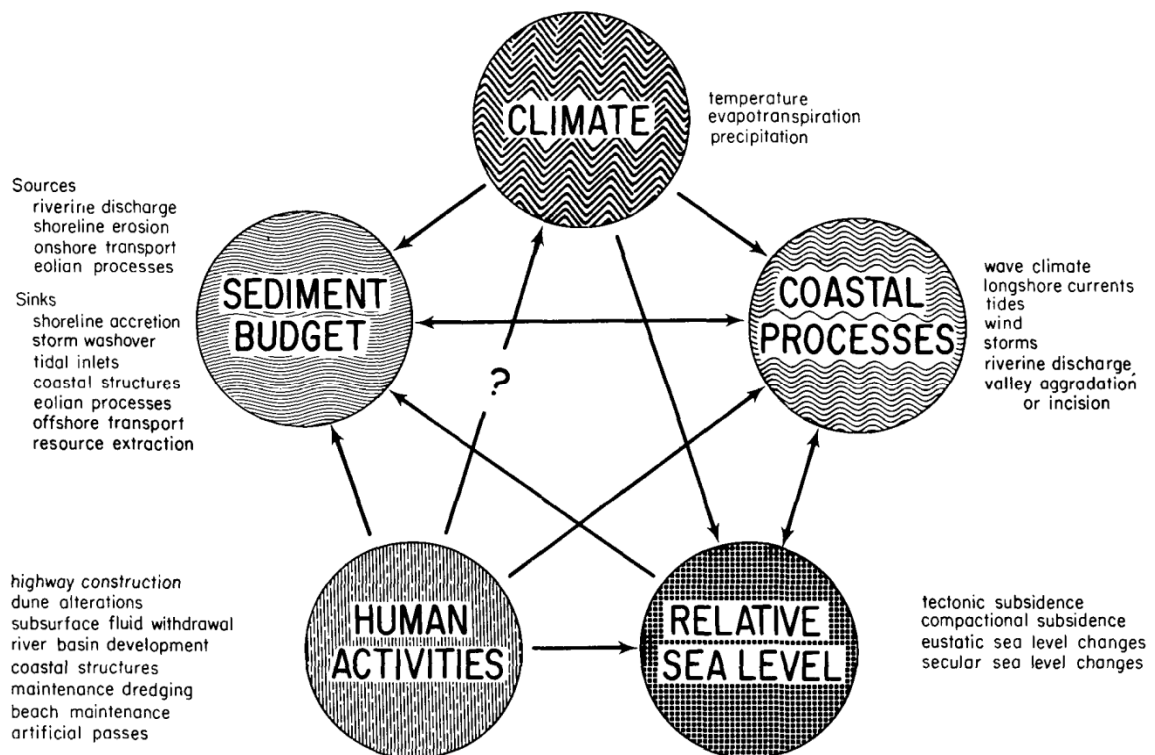 CLIMATE
temperature
evapotranspiration
precipitation
Sources
riverine discharge
shoreline erosion
onshore transport
eolian processes
Sinks
shoreline accretion
storm washover
tidal inlets
coastal structures
eolian processes
offshore transport
resource extraction
SEDIMENT
BUDGET
COASTAL
PROCESSES
wave climate
longshore currents
tides
wind
storms
riverine discharge
valley aggradation
or incision
?
highway construction
dune alterations
subsurface fluid withdrawal
river basin development
coastal structures
maintenance dredging
beach maintenance
artificial passes
HUMAN
ACTIVITIES
RELATIVE
SEA LEVEL
tectonic subsidence
compactional subsidence
eustatic sea level changes
secular sea level changes